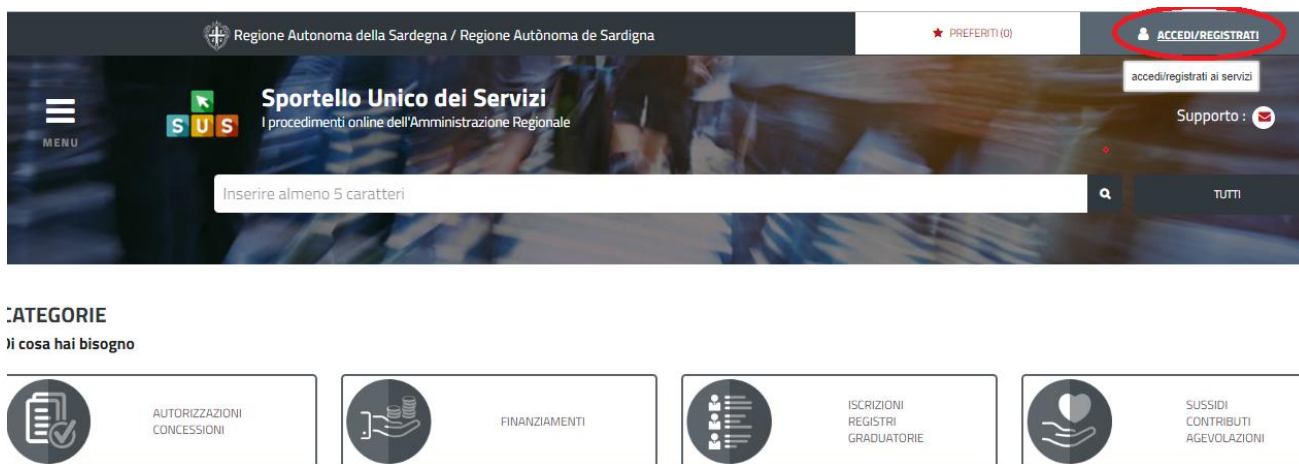 Regione Autonoma della Sardegna / Regione Autònoma de Sardigna
PREFERITI (0)
ACCEDI/REGISTRATI
accedi/registrati ai servizi
MENU
SUS
Sportello Unico dei Servizi
I procedimenti online dell'Amministrazione Regionale
Supporto :
Inserire almeno 5 caratteri
TUTTI
CATEGORIE
Di cosa hai bisogno
AUTORIZZAZIONI
CONCESSIONI
FINANZIAMENTI
ISCRIZIONI
REGISTRI
GRADUATORIE
SUSSIDI
CONTRIBUTI
AGEVOLAZIONI